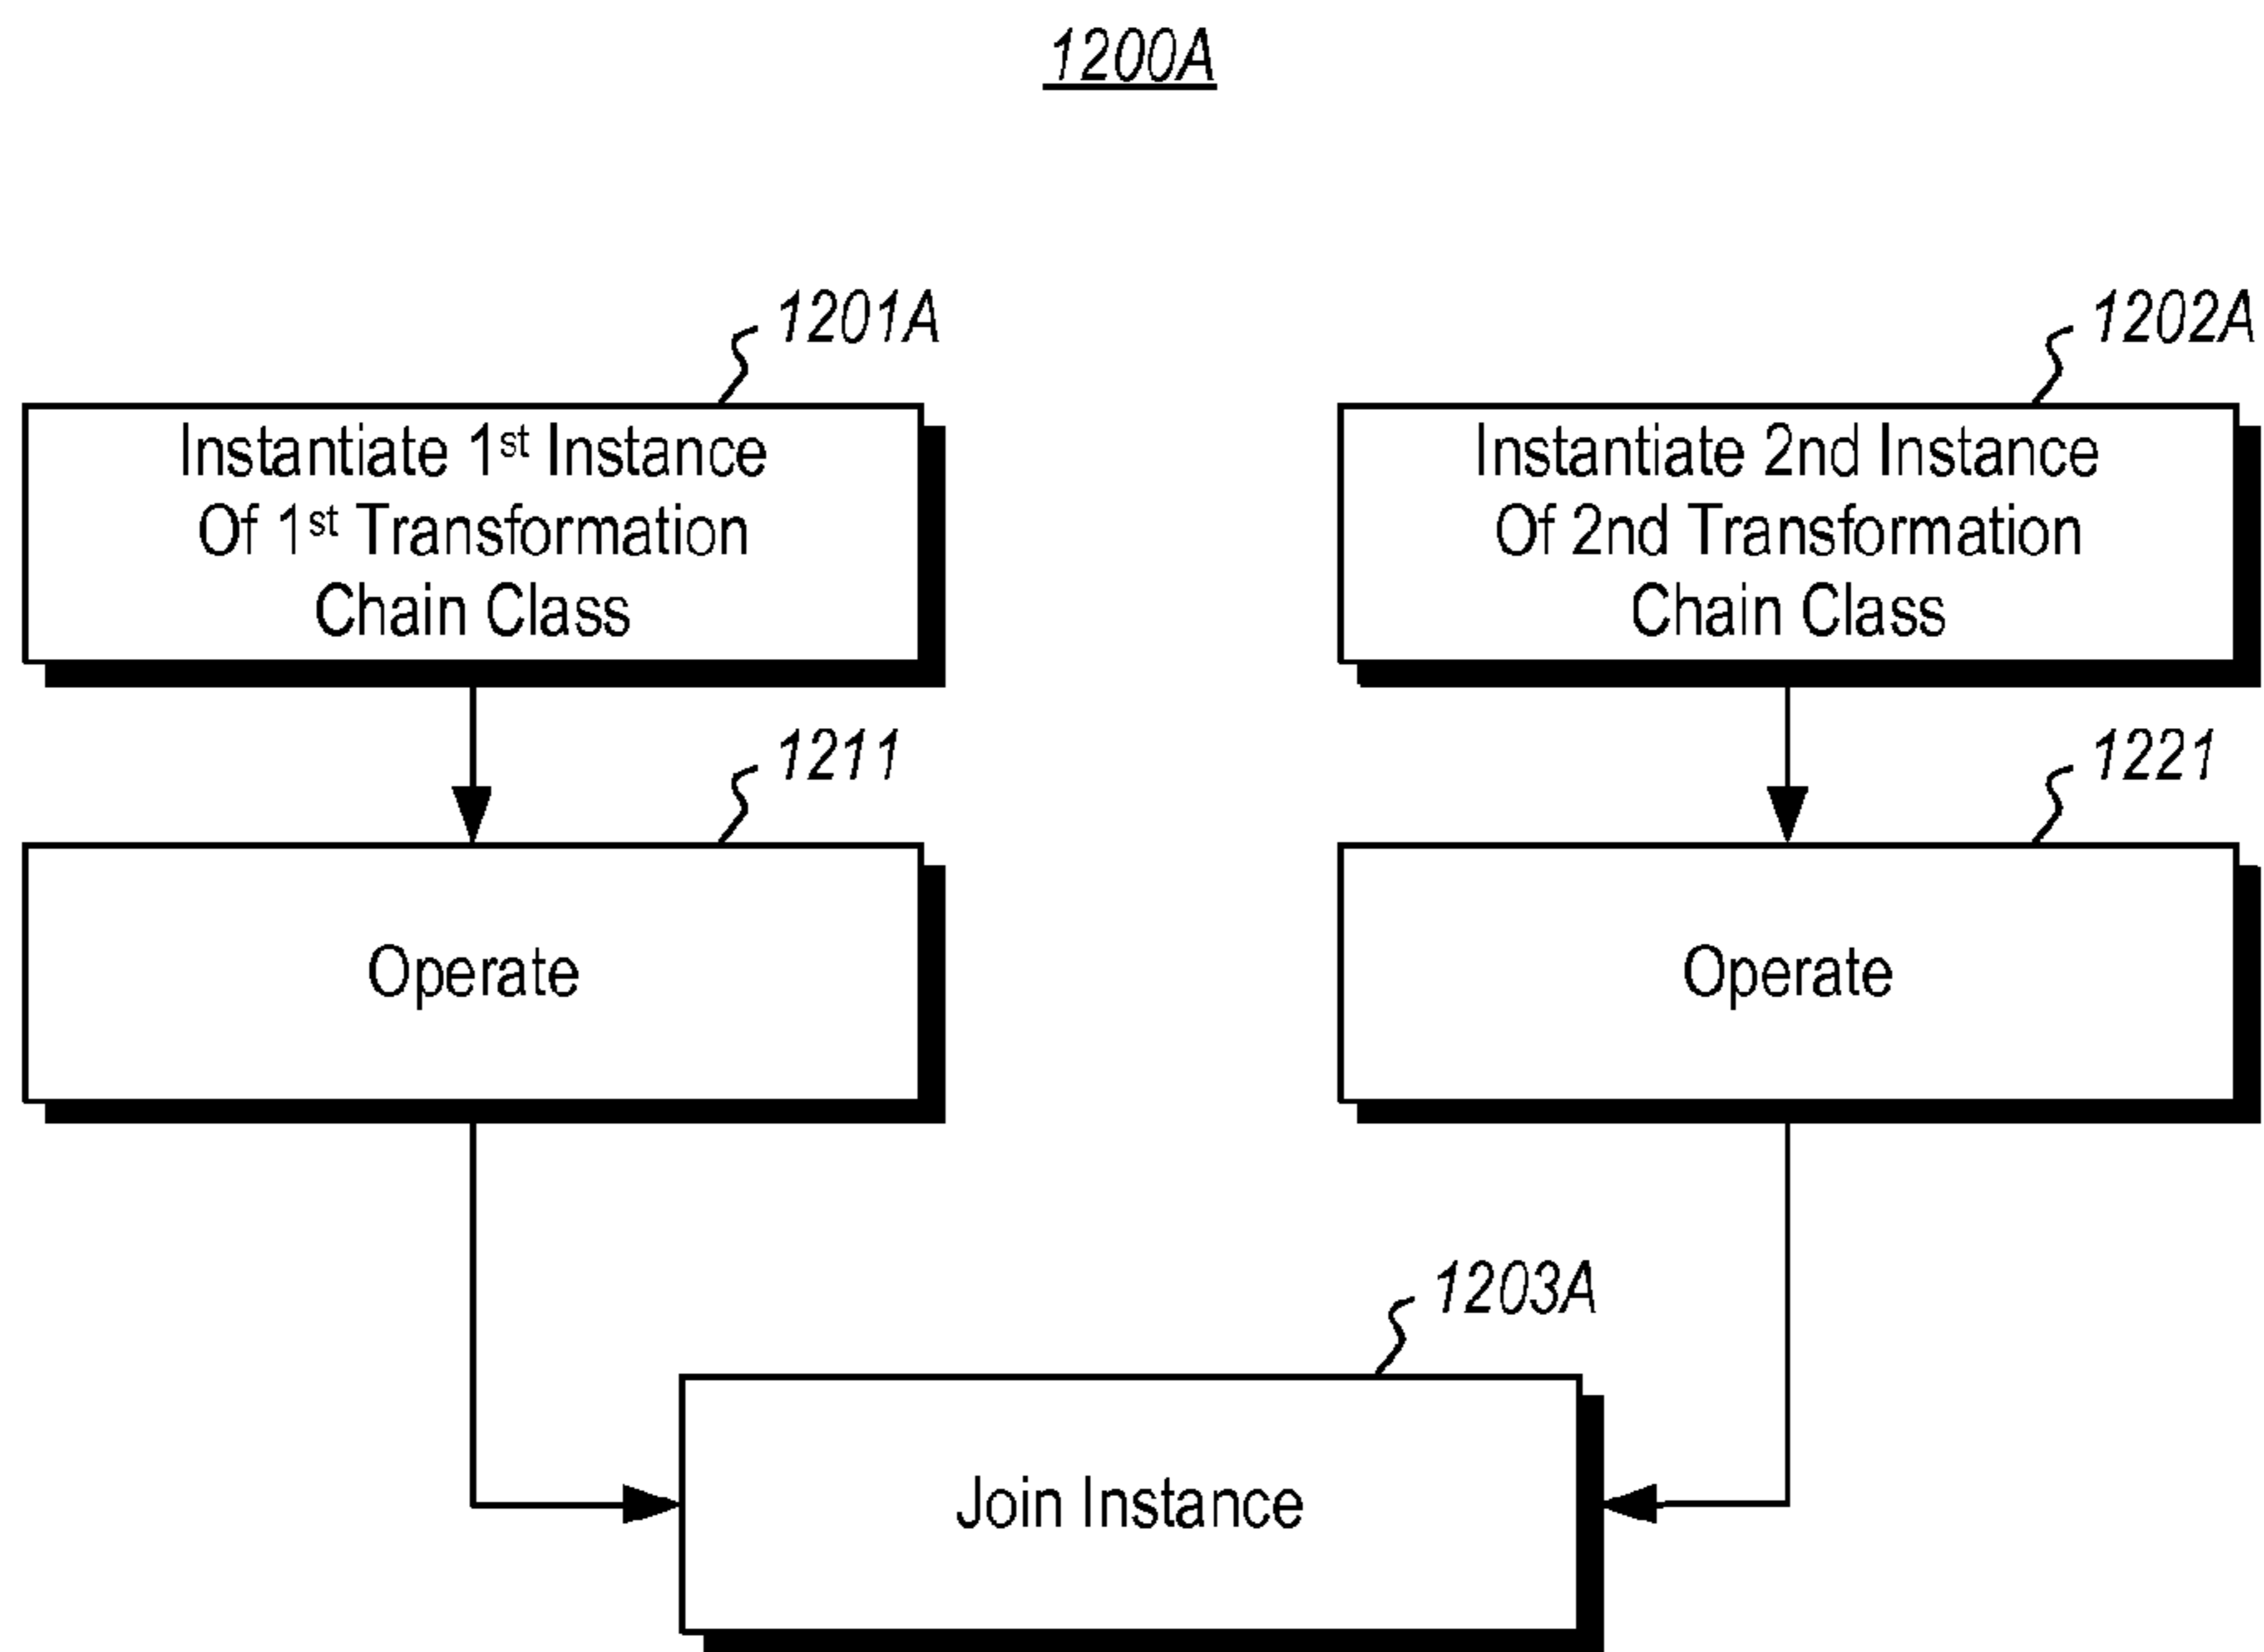 1200A
1201A
Instantiate 1st Instance
Of 1st Transformation
Chain Class
1202A
Instantiate 2nd Instance
Of 2nd Transformation
Chain Class
1211
Operate
1221
Operate
1203A
Join Instance